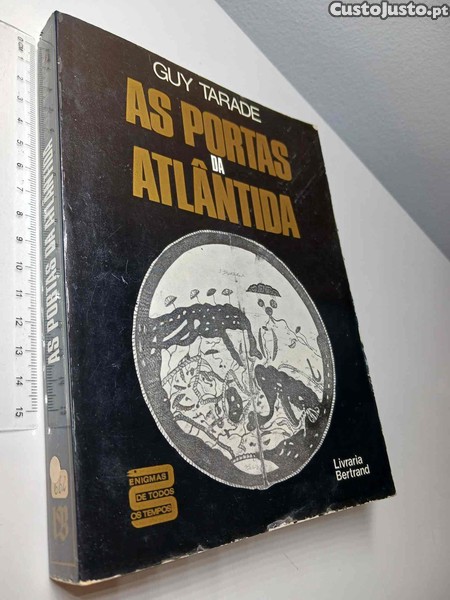 CustoJusto.pt
GUY TARADE
AS PORTAS
DA
ATLÂNTIDA
ENIGMAS
DE TODOS
OS TEMPOS
Livraria
Bertrand
AS PORTAS DA ATLÂNTIDA